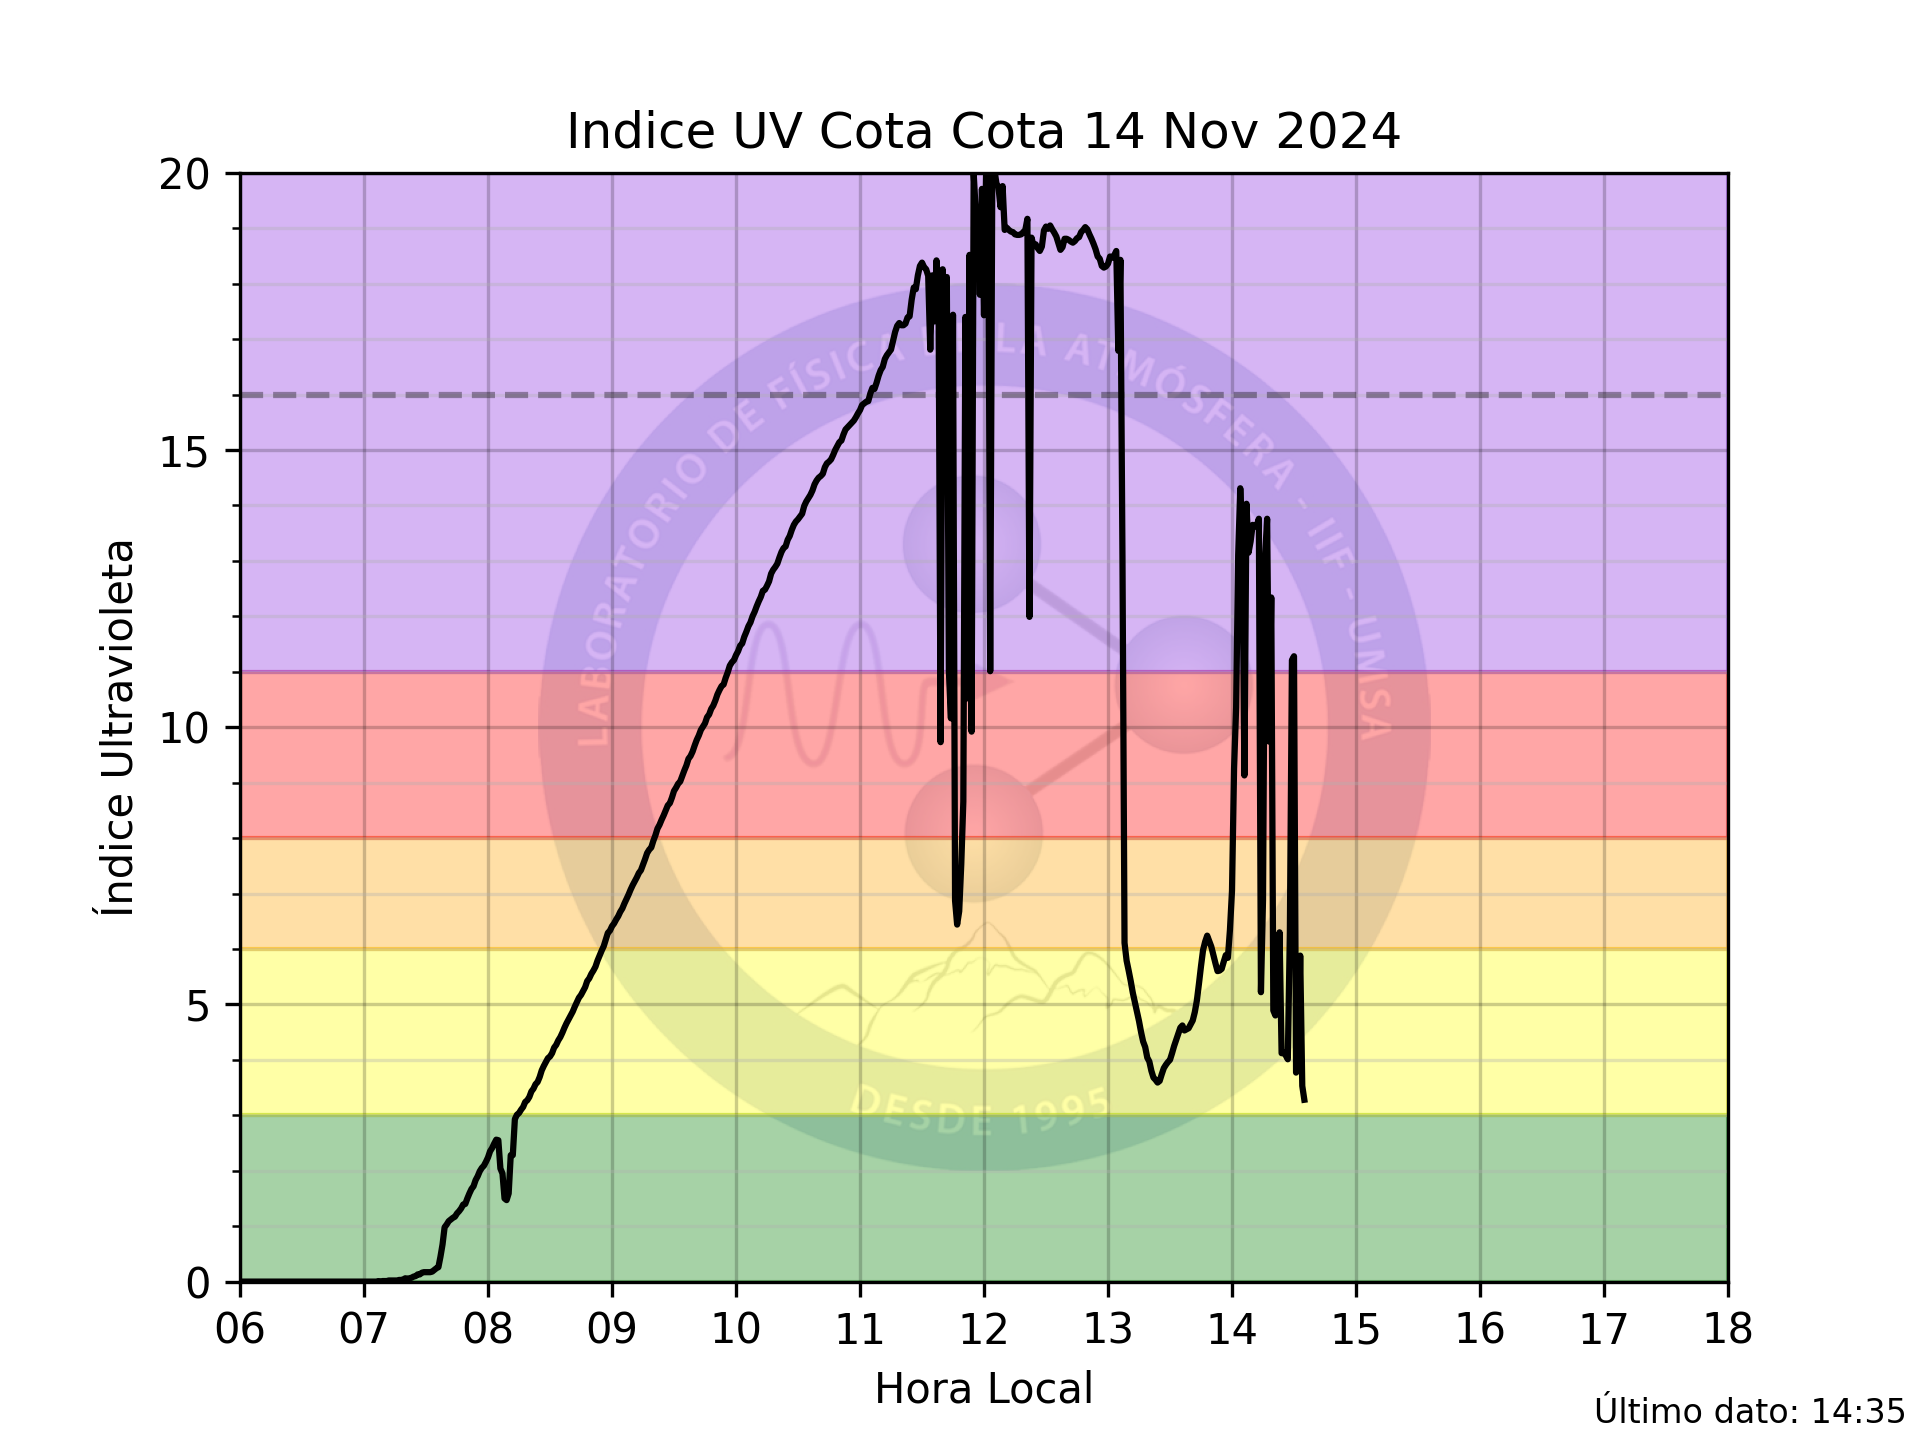 Indice UV Cota Cota 14 Nov 2024
20
15
10
5
0
Índice Ultravioleta
LABORATORIO DE FÍSICA DE LA ATMÓSFERA - IIF - UMSA
DESDE 1995
06 07 08 09 10 11 12 13 14 15 16 17 18
Hora Local
Último dato: 14:35